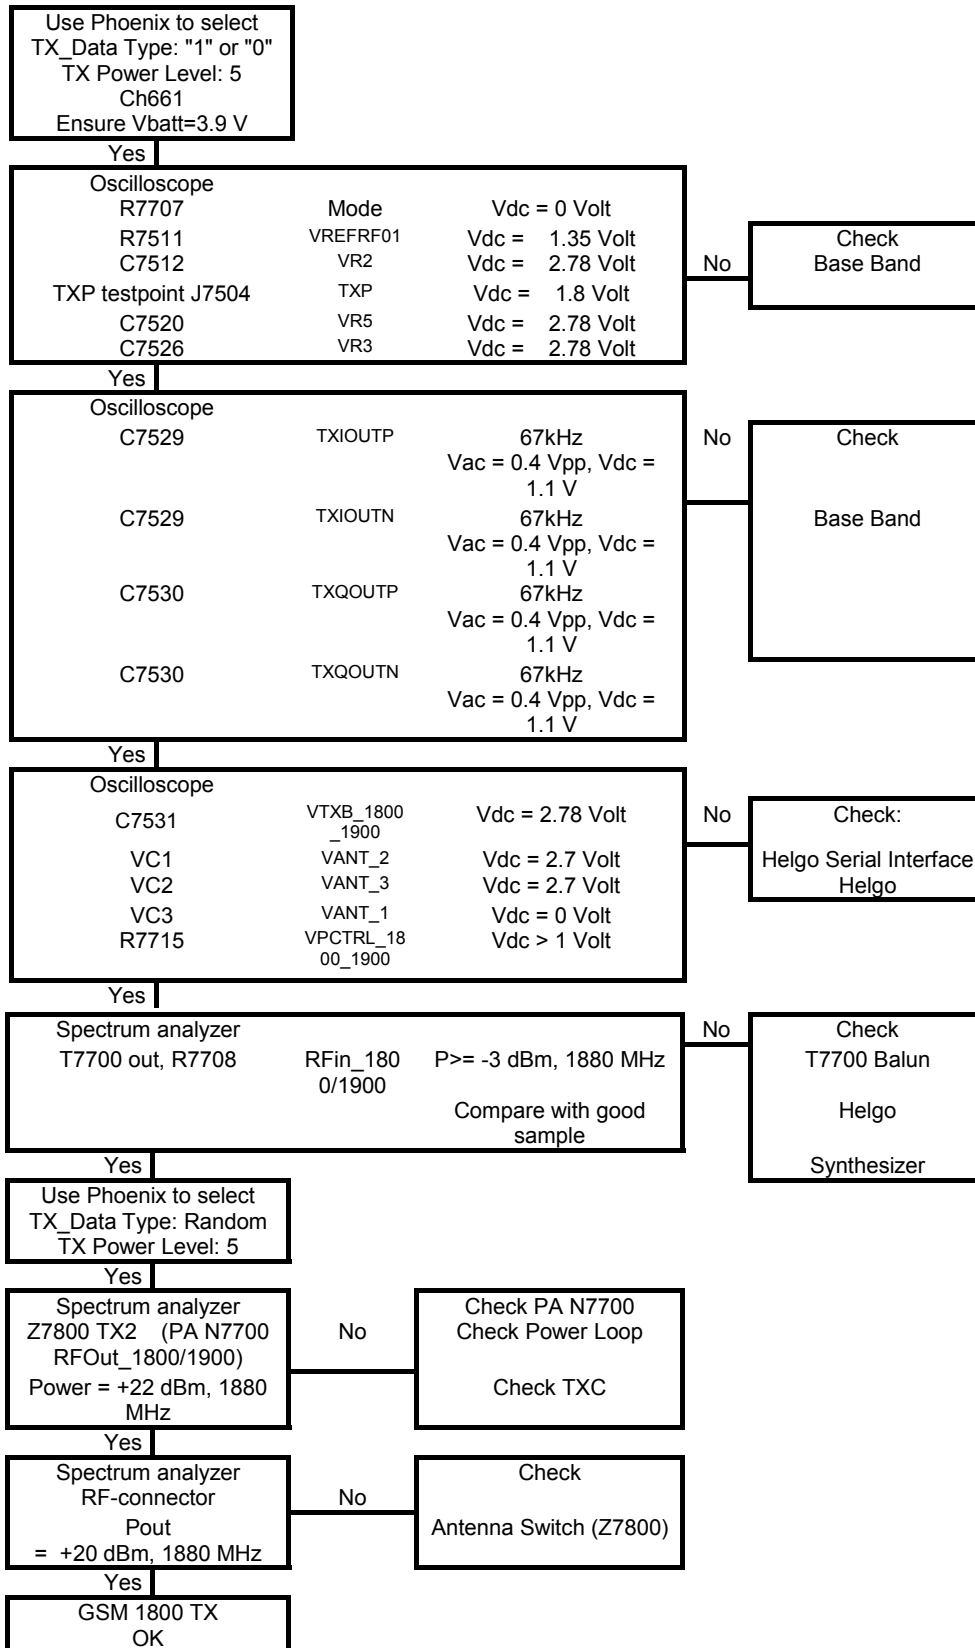 Use Phoenix to select
TX_Data Type: "1" or "0"
TX Power Level: 5
Ch661
Ensure Vbatt=3.9 V
Yes
Oscilloscope
R7707 Mode Vdc = 0 Volt
R7511 VREFRF01 Vdc = 1.35 Volt
C7512 VR2 Vdc = 2.78 Volt
TXP testpoint J7504 TXP Vdc = 1.8 Volt
C7520 VR5 Vdc = 2.78 Volt
C7526 VR3 Vdc = 2.78 Volt
No
Check
Base Band
Yes
Oscilloscope
C7529 TXIOUTP 67kHz
Vac = 0.4 Vpp, Vdc =
1.1 V
C7529 TXIOUTN 67kHz
Vac = 0.4 Vpp, Vdc =
1.1 V
C7530 TXQOUTP 67kHz
Vac = 0.4 Vpp, Vdc =
1.1 V
C7530 TXQOUTN 67kHz
Vac = 0.4 Vpp, Vdc =
1.1 V
No
Check
Base Band
Yes
Oscilloscope
C7531 VTXB_1800
_1900 Vdc = 2.78 Volt
VC1 VANT_2 Vdc = 2.7 Volt
VC2 VANT_3 Vdc = 2.7 Volt
VC3 VANT_1 Vdc = 0 Volt
R7715 VPCTRL_18
00_1900 Vdc > 1 Volt
No
Check:
Helgo Serial Interface
Helgo
Yes
Spectrum analyzer
T7700 out, R7708 RFin_180
0/1900 P>= -3 dBm, 1880 MHz
Compare with good
sample
No
Check
T7700 Balun
Helgo
Synthesizer
Yes
Use Phoenix to select
TX_Data Type: Random
TX Power Level: 5
Yes
Spectrum analyzer
Z7800 TX2 (PA N7700
RFOut_1800/1900)
Power = +22 dBm, 1880
MHz
No
Check PA N7700
Check Power Loop
Check TXC
Yes
Spectrum analyzer
RF-connector
Pout
= +20 dBm, 1880 MHz
No
Check
Antenna Switch (Z7800)
Yes
GSM 1800 TX
OK